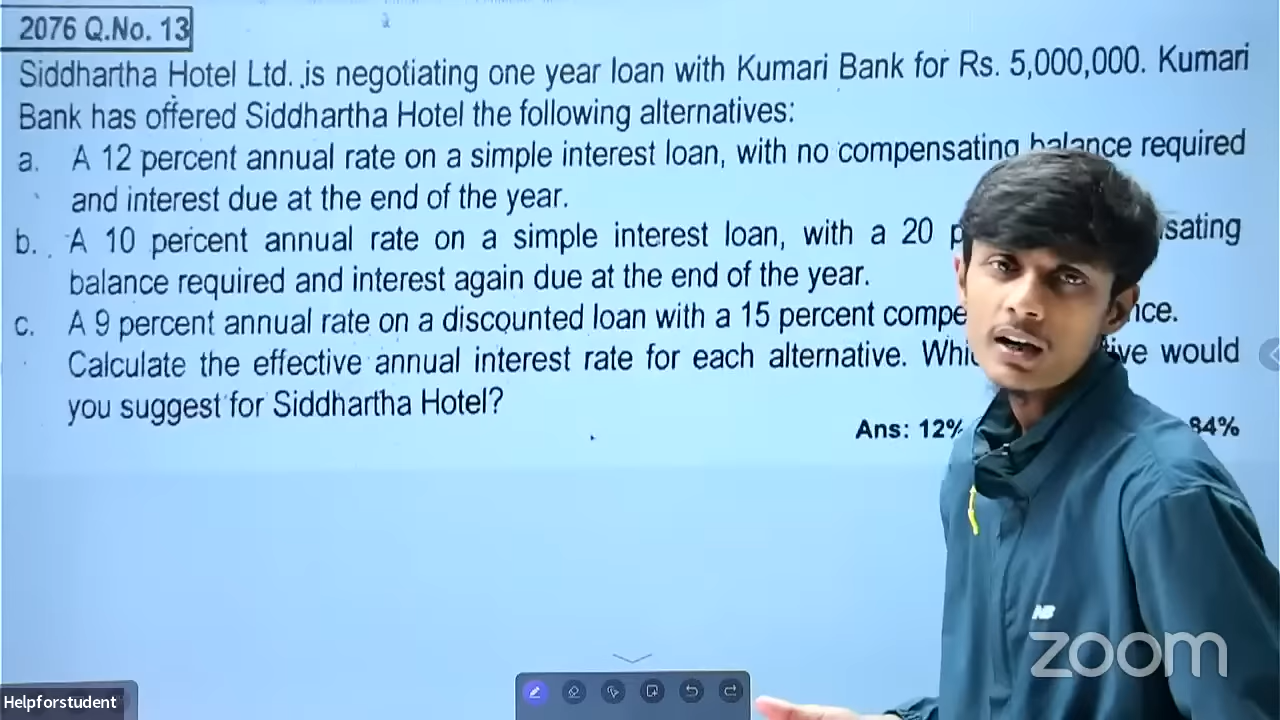 2076 Q.No. 13
Siddhartha Hotel Ltd. is negotiating one year loan with Kumari Bank for Rs. 5,000,000. Kumari
Bank has offered Siddhartha Hotel the following alternatives:
a. A 12 percent annual rate on a simple interest loan, with no compensating balance required
and interest due at the end of the year.
b. A 10 percent annual rate on a simple interest loan, with a 20
balance required and interest again due at the end of the year.
c. A 9 percent annual rate on a discounted loan with a 15 percent
Calculate the effective annual interest rate for each alternative. would
you suggest for Siddhartha Hotel?
Ans: 12% 84%
NB
zoom
Helpforstudent